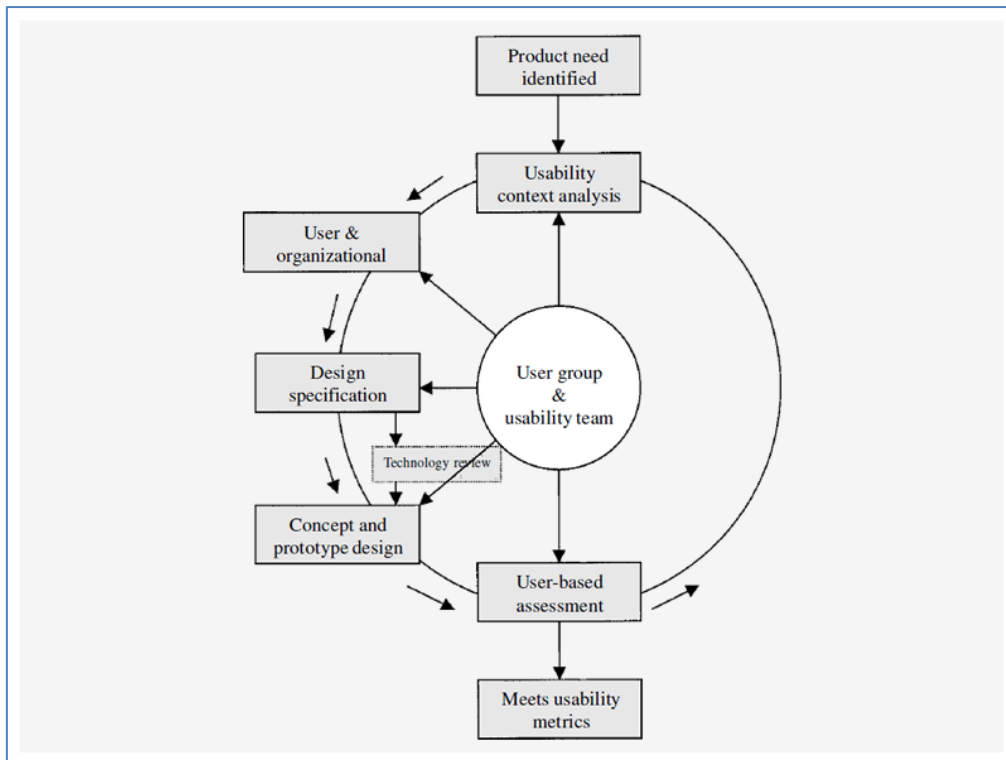 Product need
identified
Usability
context analysis
User &
organizational
Design
specification
User group
&
usability team
Technology review
Concept and
prototype design
User-based
assessment
Meets usability
metrics